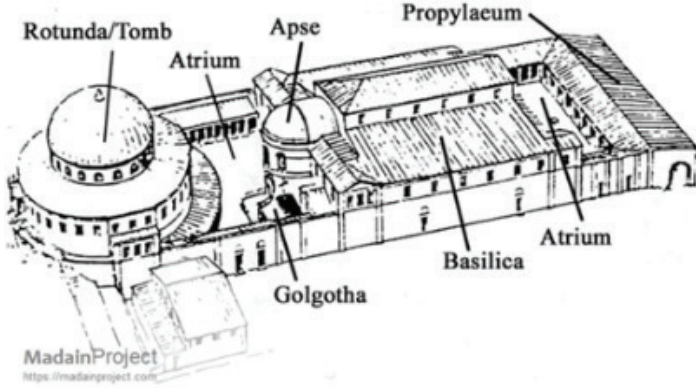 Propylaeum
Apse
Rotunda/Tomb
Atrium
Atrium
Basilica
Golgotha
MadainProject
https://madainproject.com